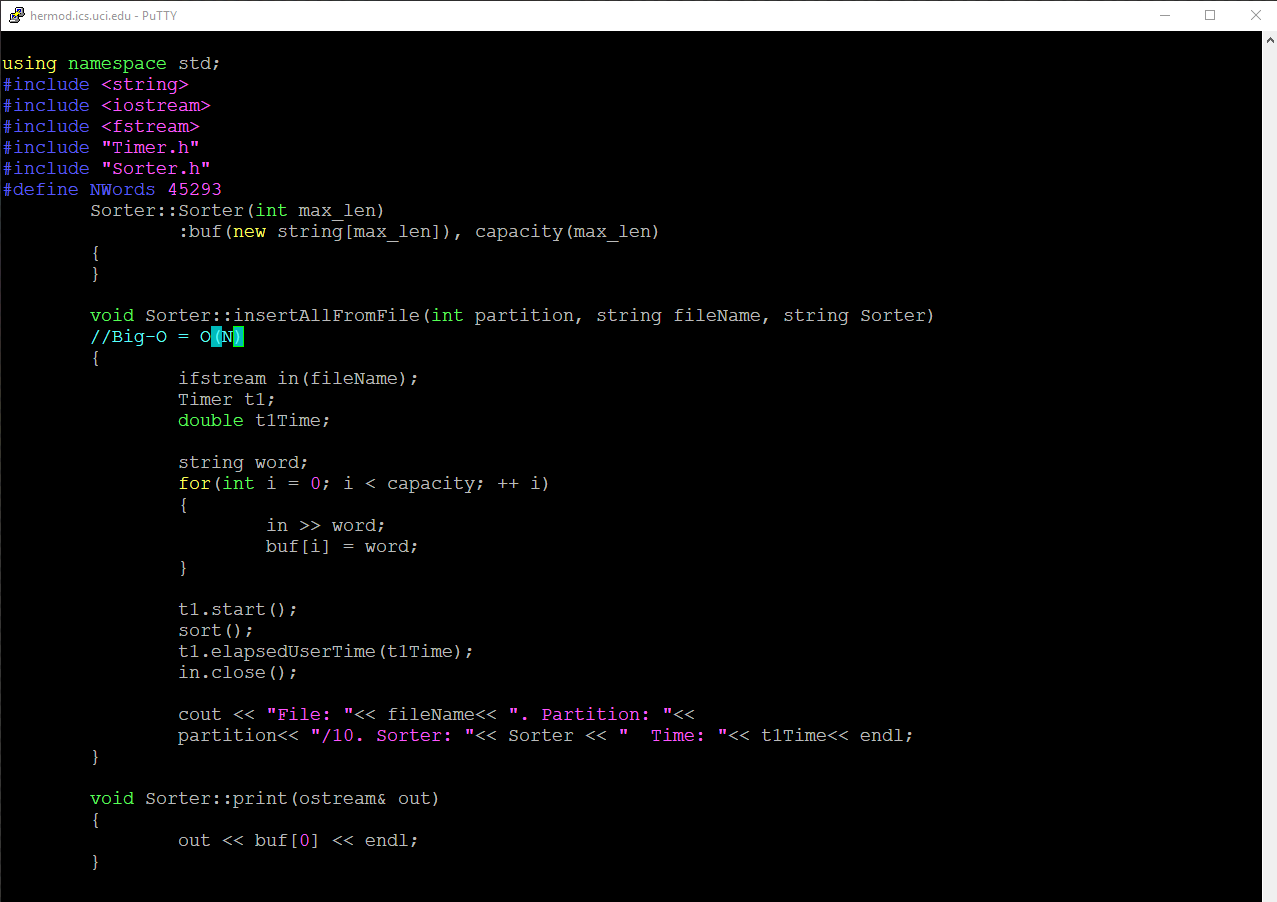 hermod.ics.uci.edu - PuTTY
using namespace std;
#include <string>
#include <iostream>
#include <fstream>
#include "Timer.h"
#include "Sorter.h"
#define NWords 45293
        Sorter::Sorter(int max_len)
                :buf(new string[max_len]), capacity(max_len)
        {
        }
        void Sorter::insertAllFromFile(int partition, string fileName, string Sorter)
        //Big-O = O(N)
        {
                ifstream in(fileName);
                Timer t1;
                double t1Time;
                string word;
                for(int i = 0; i < capacity; ++ i)
                {
                        in >> word;
                        buf[i] = word;
                }
                t1.start();
                sort();
                t1.elapsedUserTime(t1Time);
                in.close();
                cout << "File: "<< fileName<< ". Partition: "<<
                partition<< "/10. Sorter: "<< Sorter << "  Time: "<< t1Time<< endl;
        }
        void Sorter::print(ostream& out)
        {
                out << buf[0] << endl;
        }